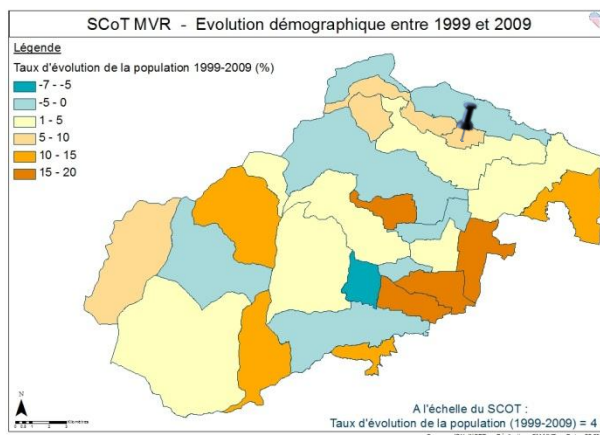 SCoT MVR - Evolution démographique entre 1999 et 2009
Légende
Taux d'évolution de la population 1999-2009 (%)
-7 - -5
-5 - 0
1 - 5
5 - 10
10 - 15
15 - 20
N
A l'échelle du SCOT :
Taux d'évolution de la population (1999-2009) = 4